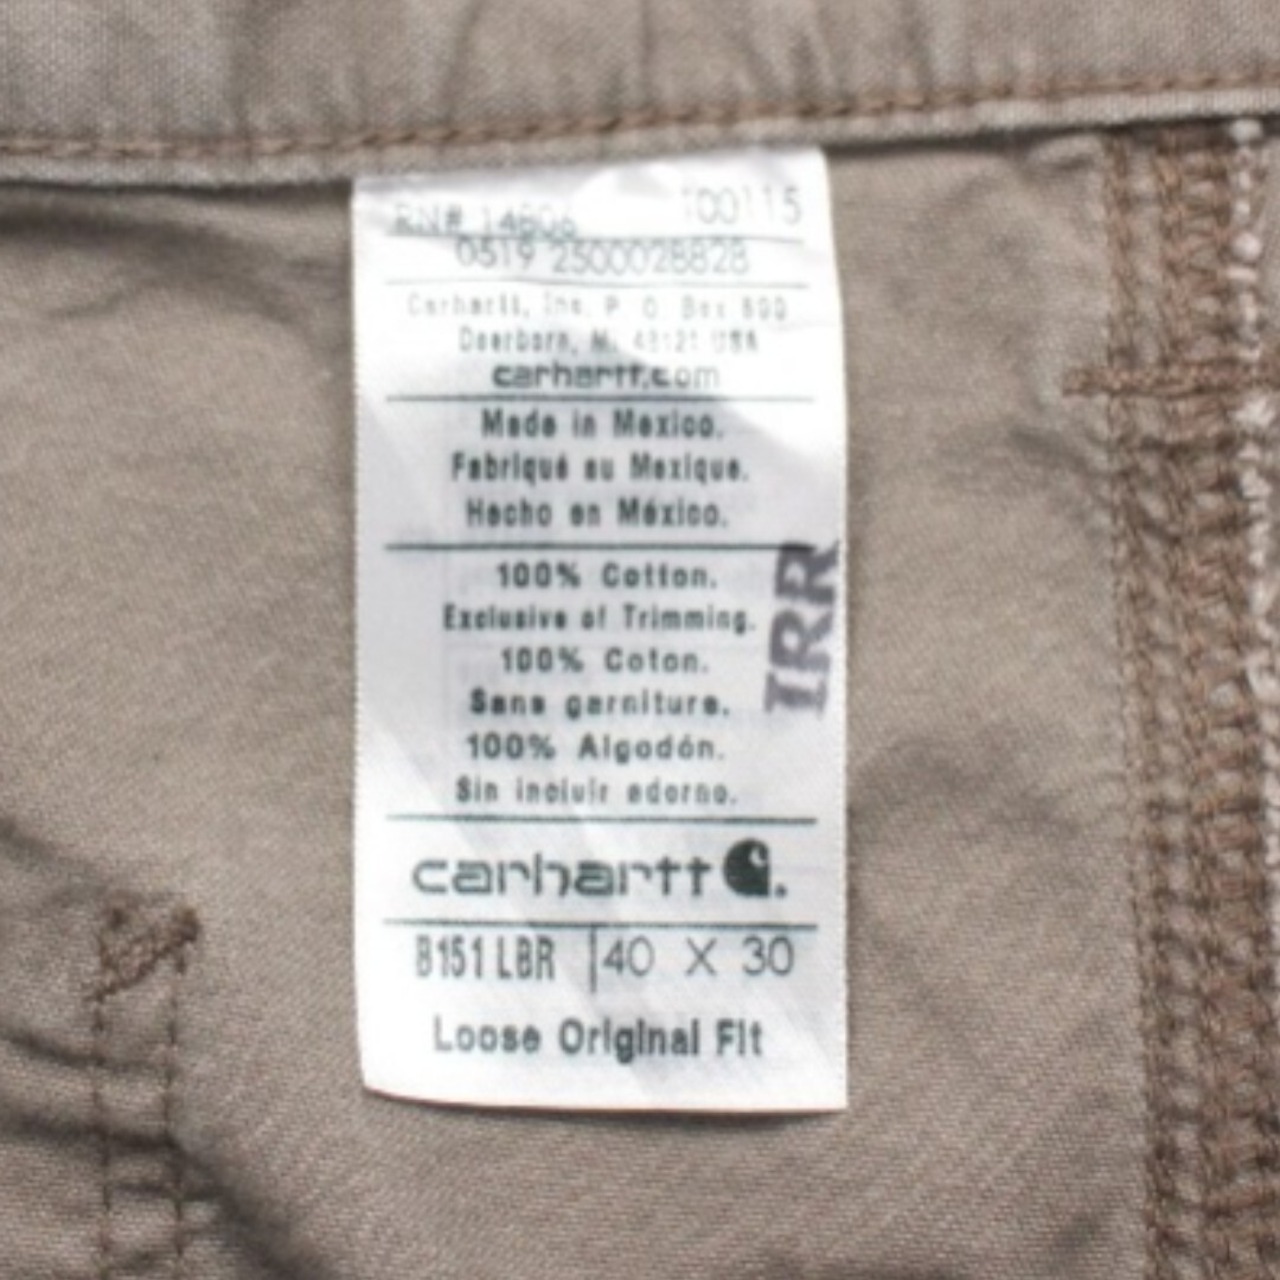 RN# 14806 100115
0519 2500028828
Carhartt, Inc. P. O. Box 600
Dearborn, MI 48121 USA
carhartt.com
Made in Mexico.
Fabriqué au Mexique.
Hecho en México.
100% Cotton.
Exclusive of Trimming.
100% Coton.
Sans garniture.
100% Algodón.
Sin incluir adorno.
IRR
carhartt
B151 LBR 40 X 30
Loose Original Fit